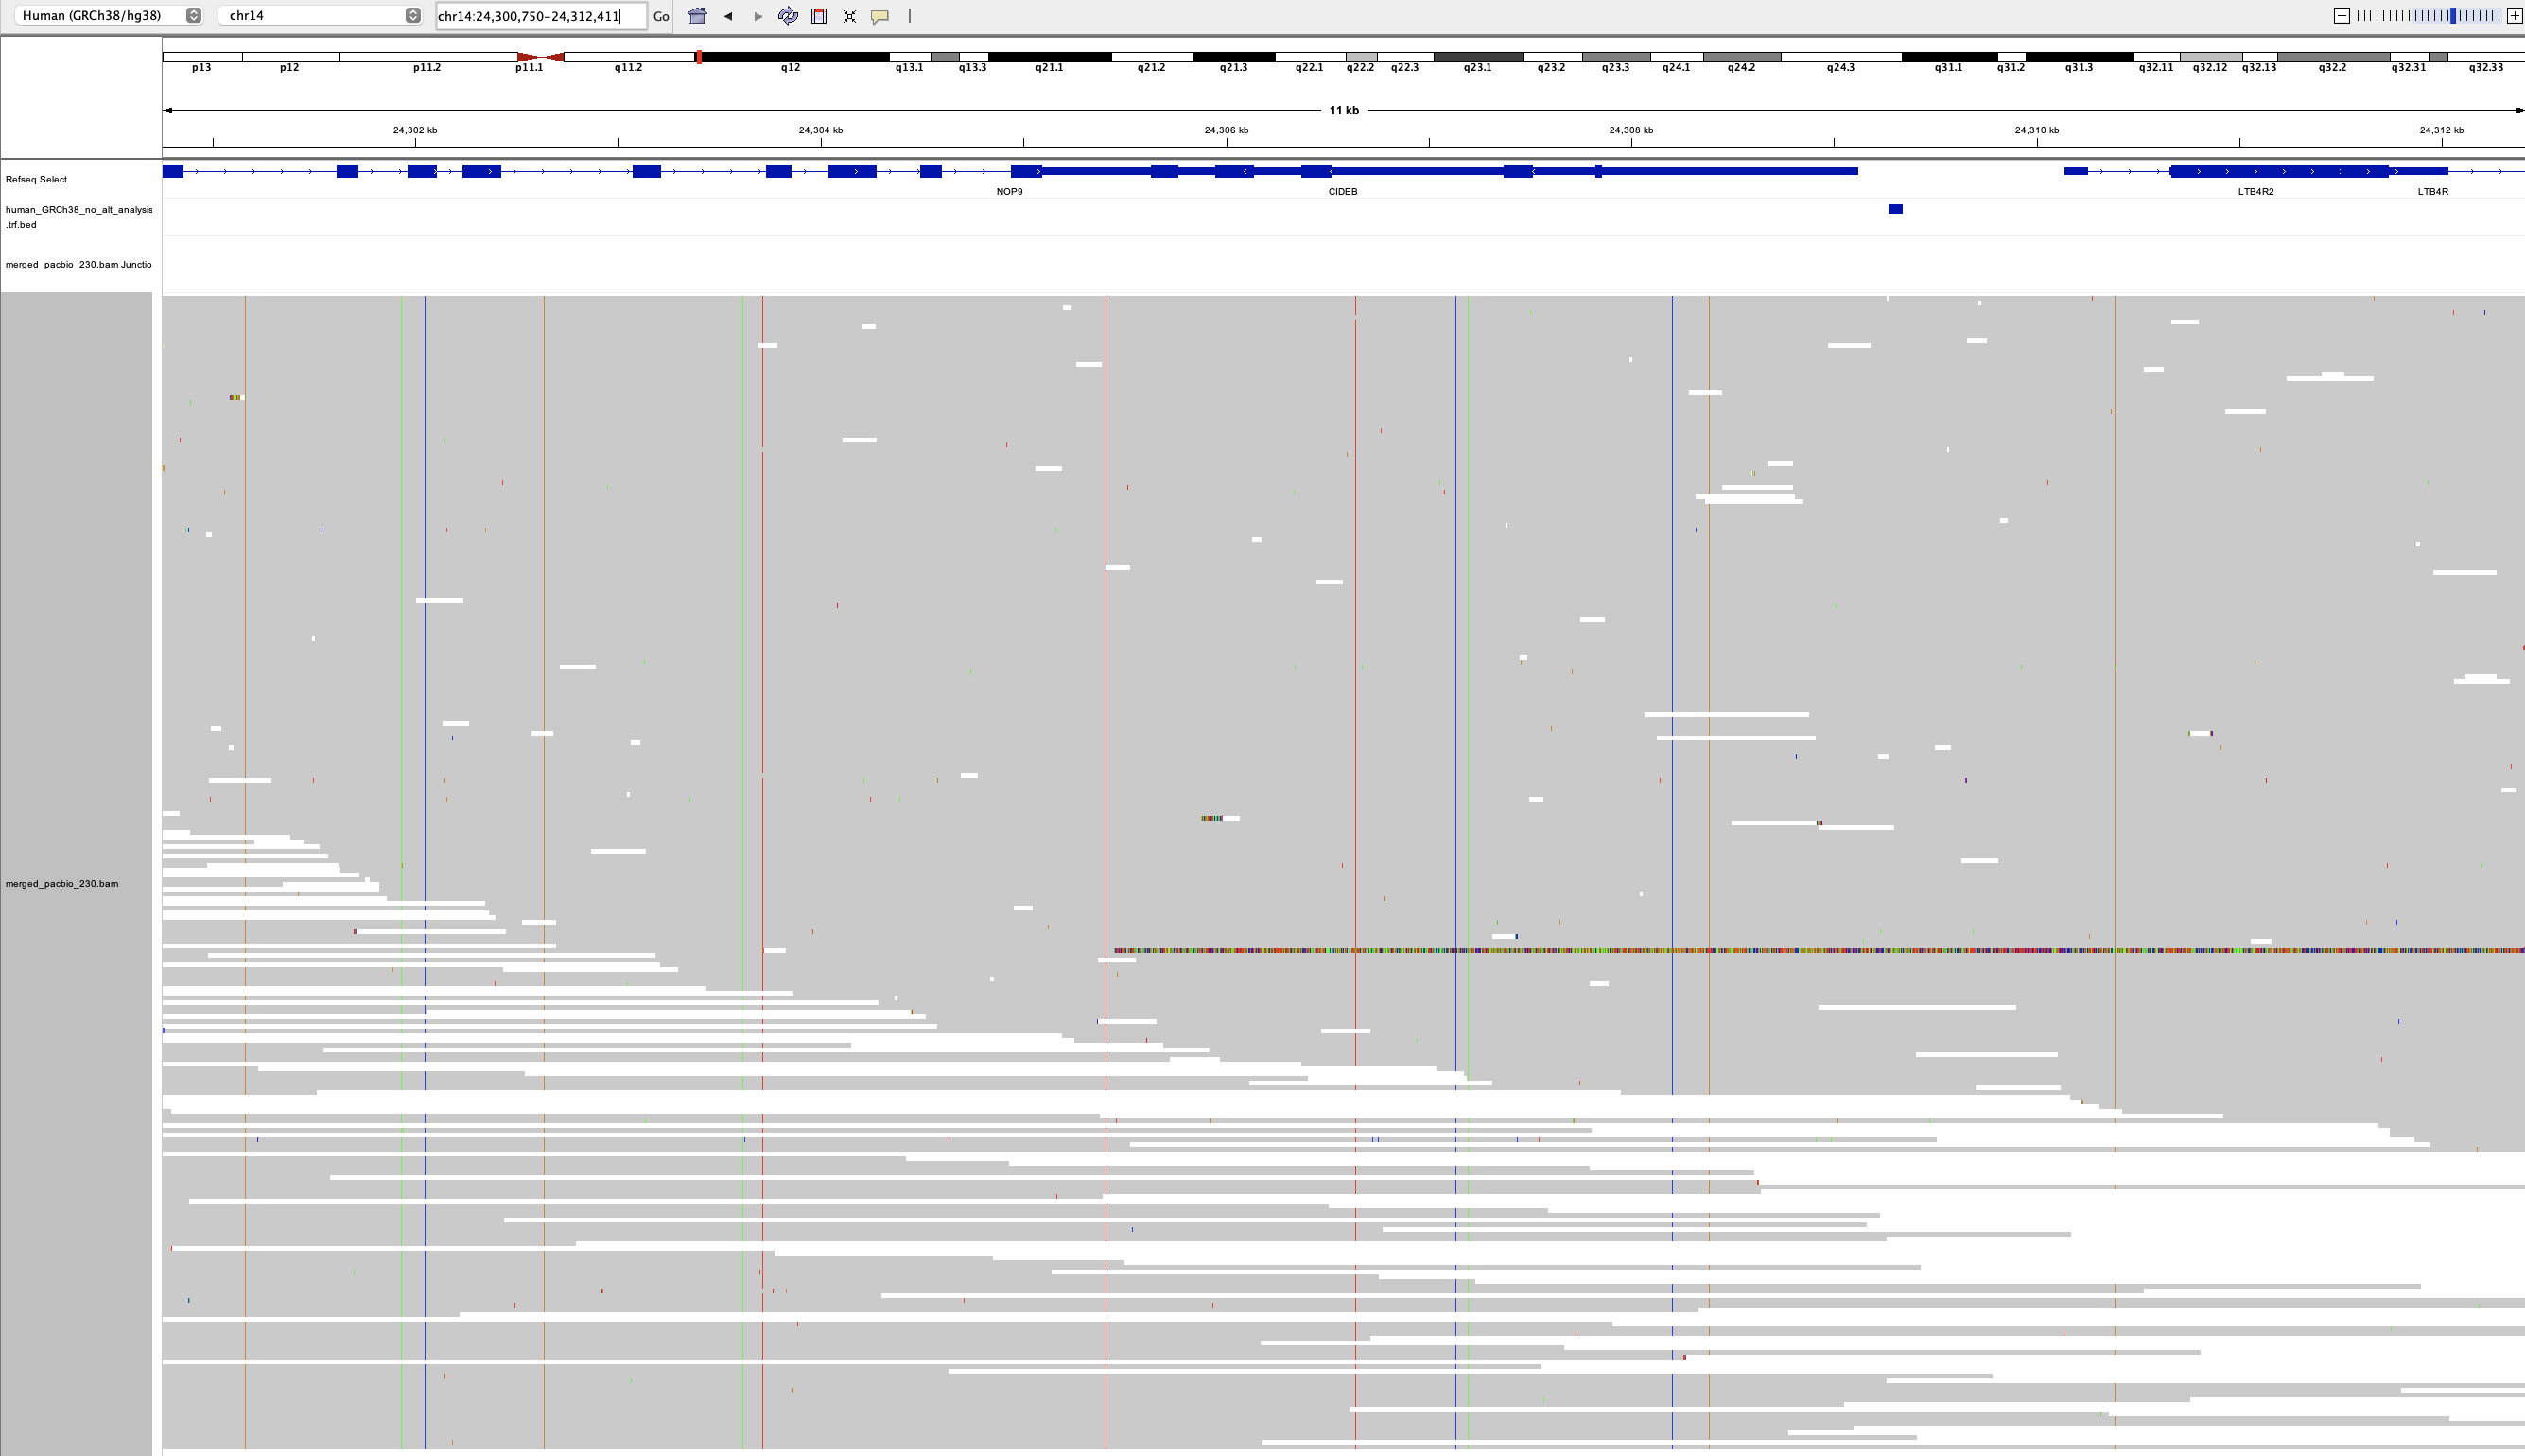 Human (GRCh38/hg38) chr14 chr14:24,300,750-24,312,411 Go
p13 p12 p11.2 p11.1 q11.2 q12 q13.1 q13.3 q21.1 q21.2 q21.3 q22.1 q22.2 q22.3 q23.1 q23.2 q23.3 q24.1 q24.2 q24.3 q31.1 q31.2 q31.3 q32.11 q32.12 q32.13 q32.2 q32.31 q32.33
11 kb
24,302 kb 24,304 kb 24,306 kb 24,308 kb 24,310 kb 24,312 kb
Refseq Select
NOP9 CIDEB LTB4R2 LTB4R
human_GRCh38_no_alt_analysis
.trf.bed
merged_pacbio_230.bam Junctio
merged_pacbio_230.bam